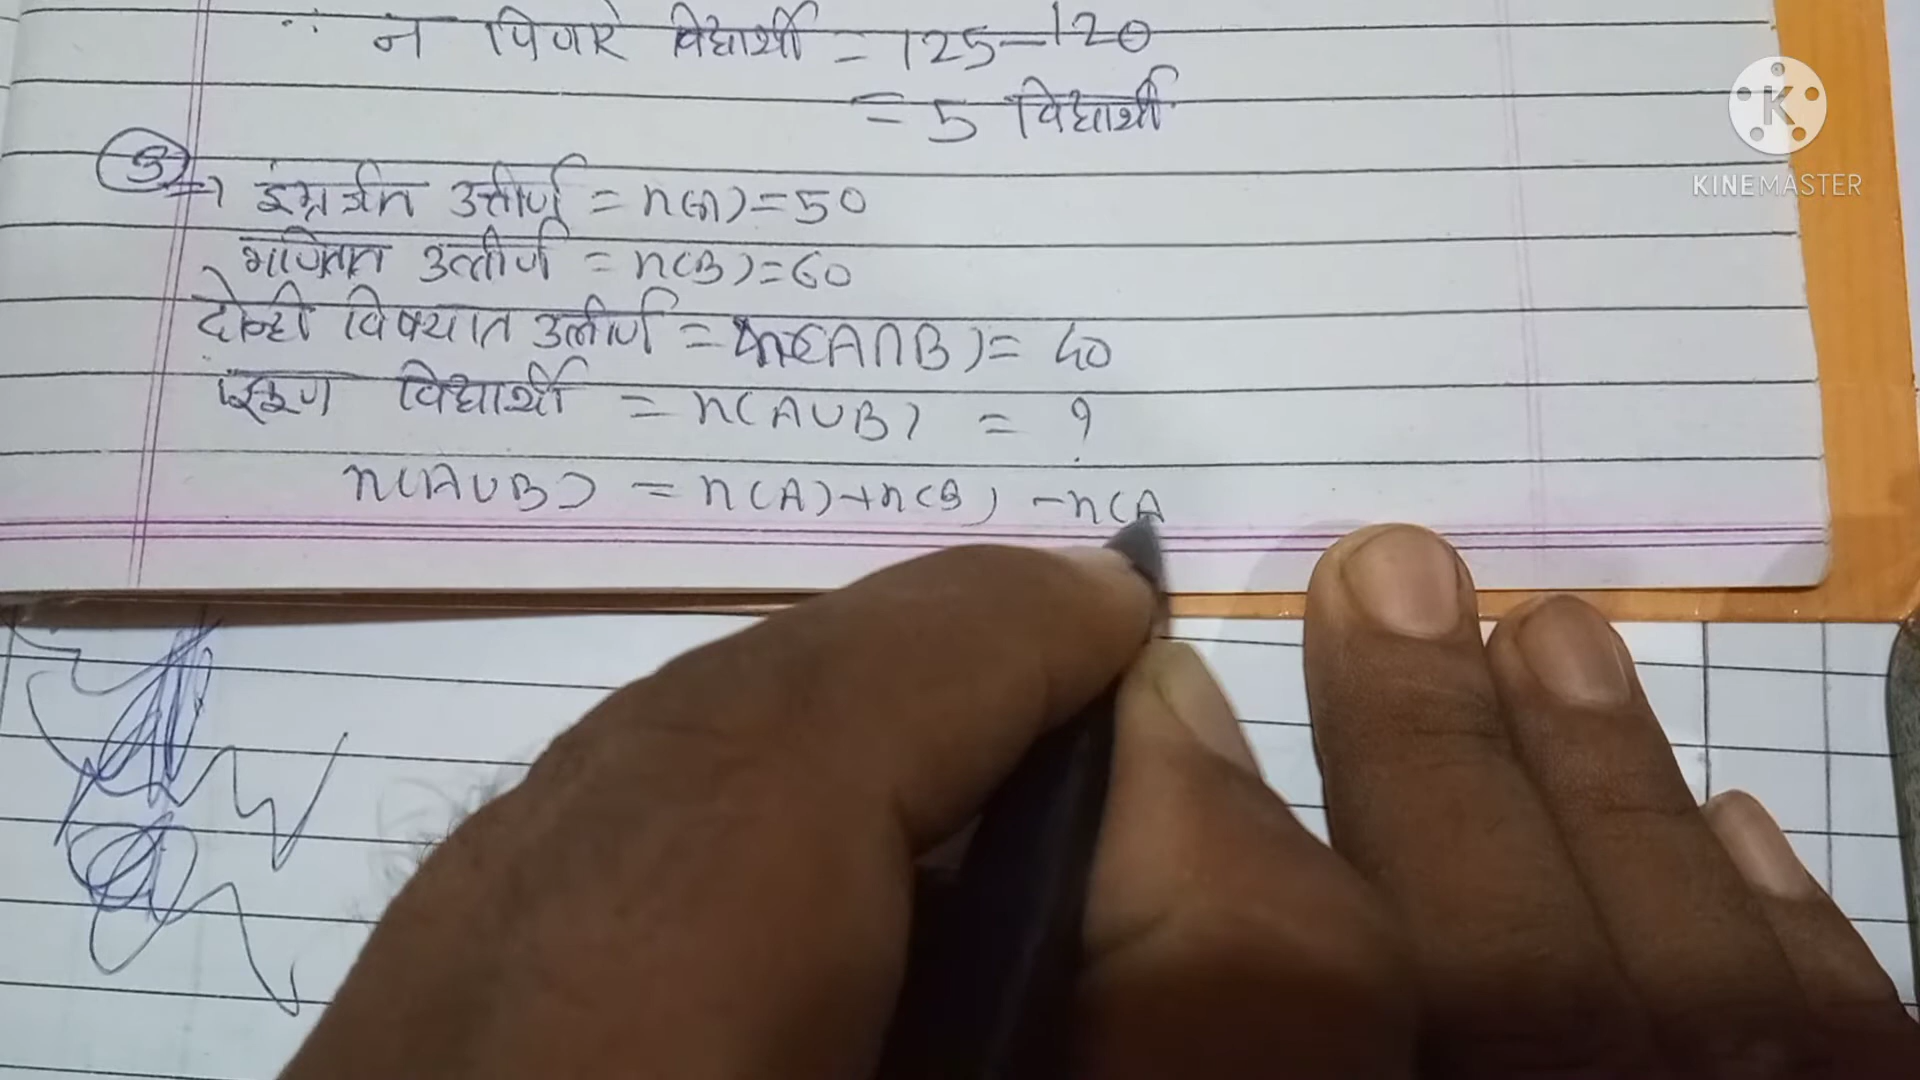 ∴ न पिणारे विद्यार्थी = 125-120
= 5 विद्यार्थी
3 → इंग्रजीत उत्तीर्ण = n(A) = 50
गणितात उत्तीर्ण = n(B) = 60
दोन्ही विषयात उत्तीर्ण = n(A∩B) = 40
एकूण विद्यार्थी = n(A∪B) = ?
n(A∪B) = n(A)+n(B) -n(A
K
KINEMASTER